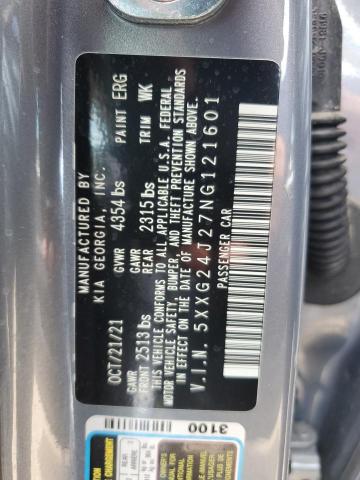 MANUFACTURED BY
KIA GEORGIA, INC.
PAINT ERG
OCT/21/21 GVWR 4354 lbs
TRIM WK
GAWR FRONT 2513 lbs GAWR REAR 2315 lbs
THIS VEHICLE CONFORMS TO ALL APPLICABLE U.S.A. FEDERAL
MOTOR VEHICLE SAFETY, BUMPER, AND THEFT PREVENTION STANDARDS
IN EFFECT ON THE DATE OF MANUFACTURE SHOWN ABOVE.
V.I.N. 5XXG24J27NG121601
PASSENGER CAR
3100